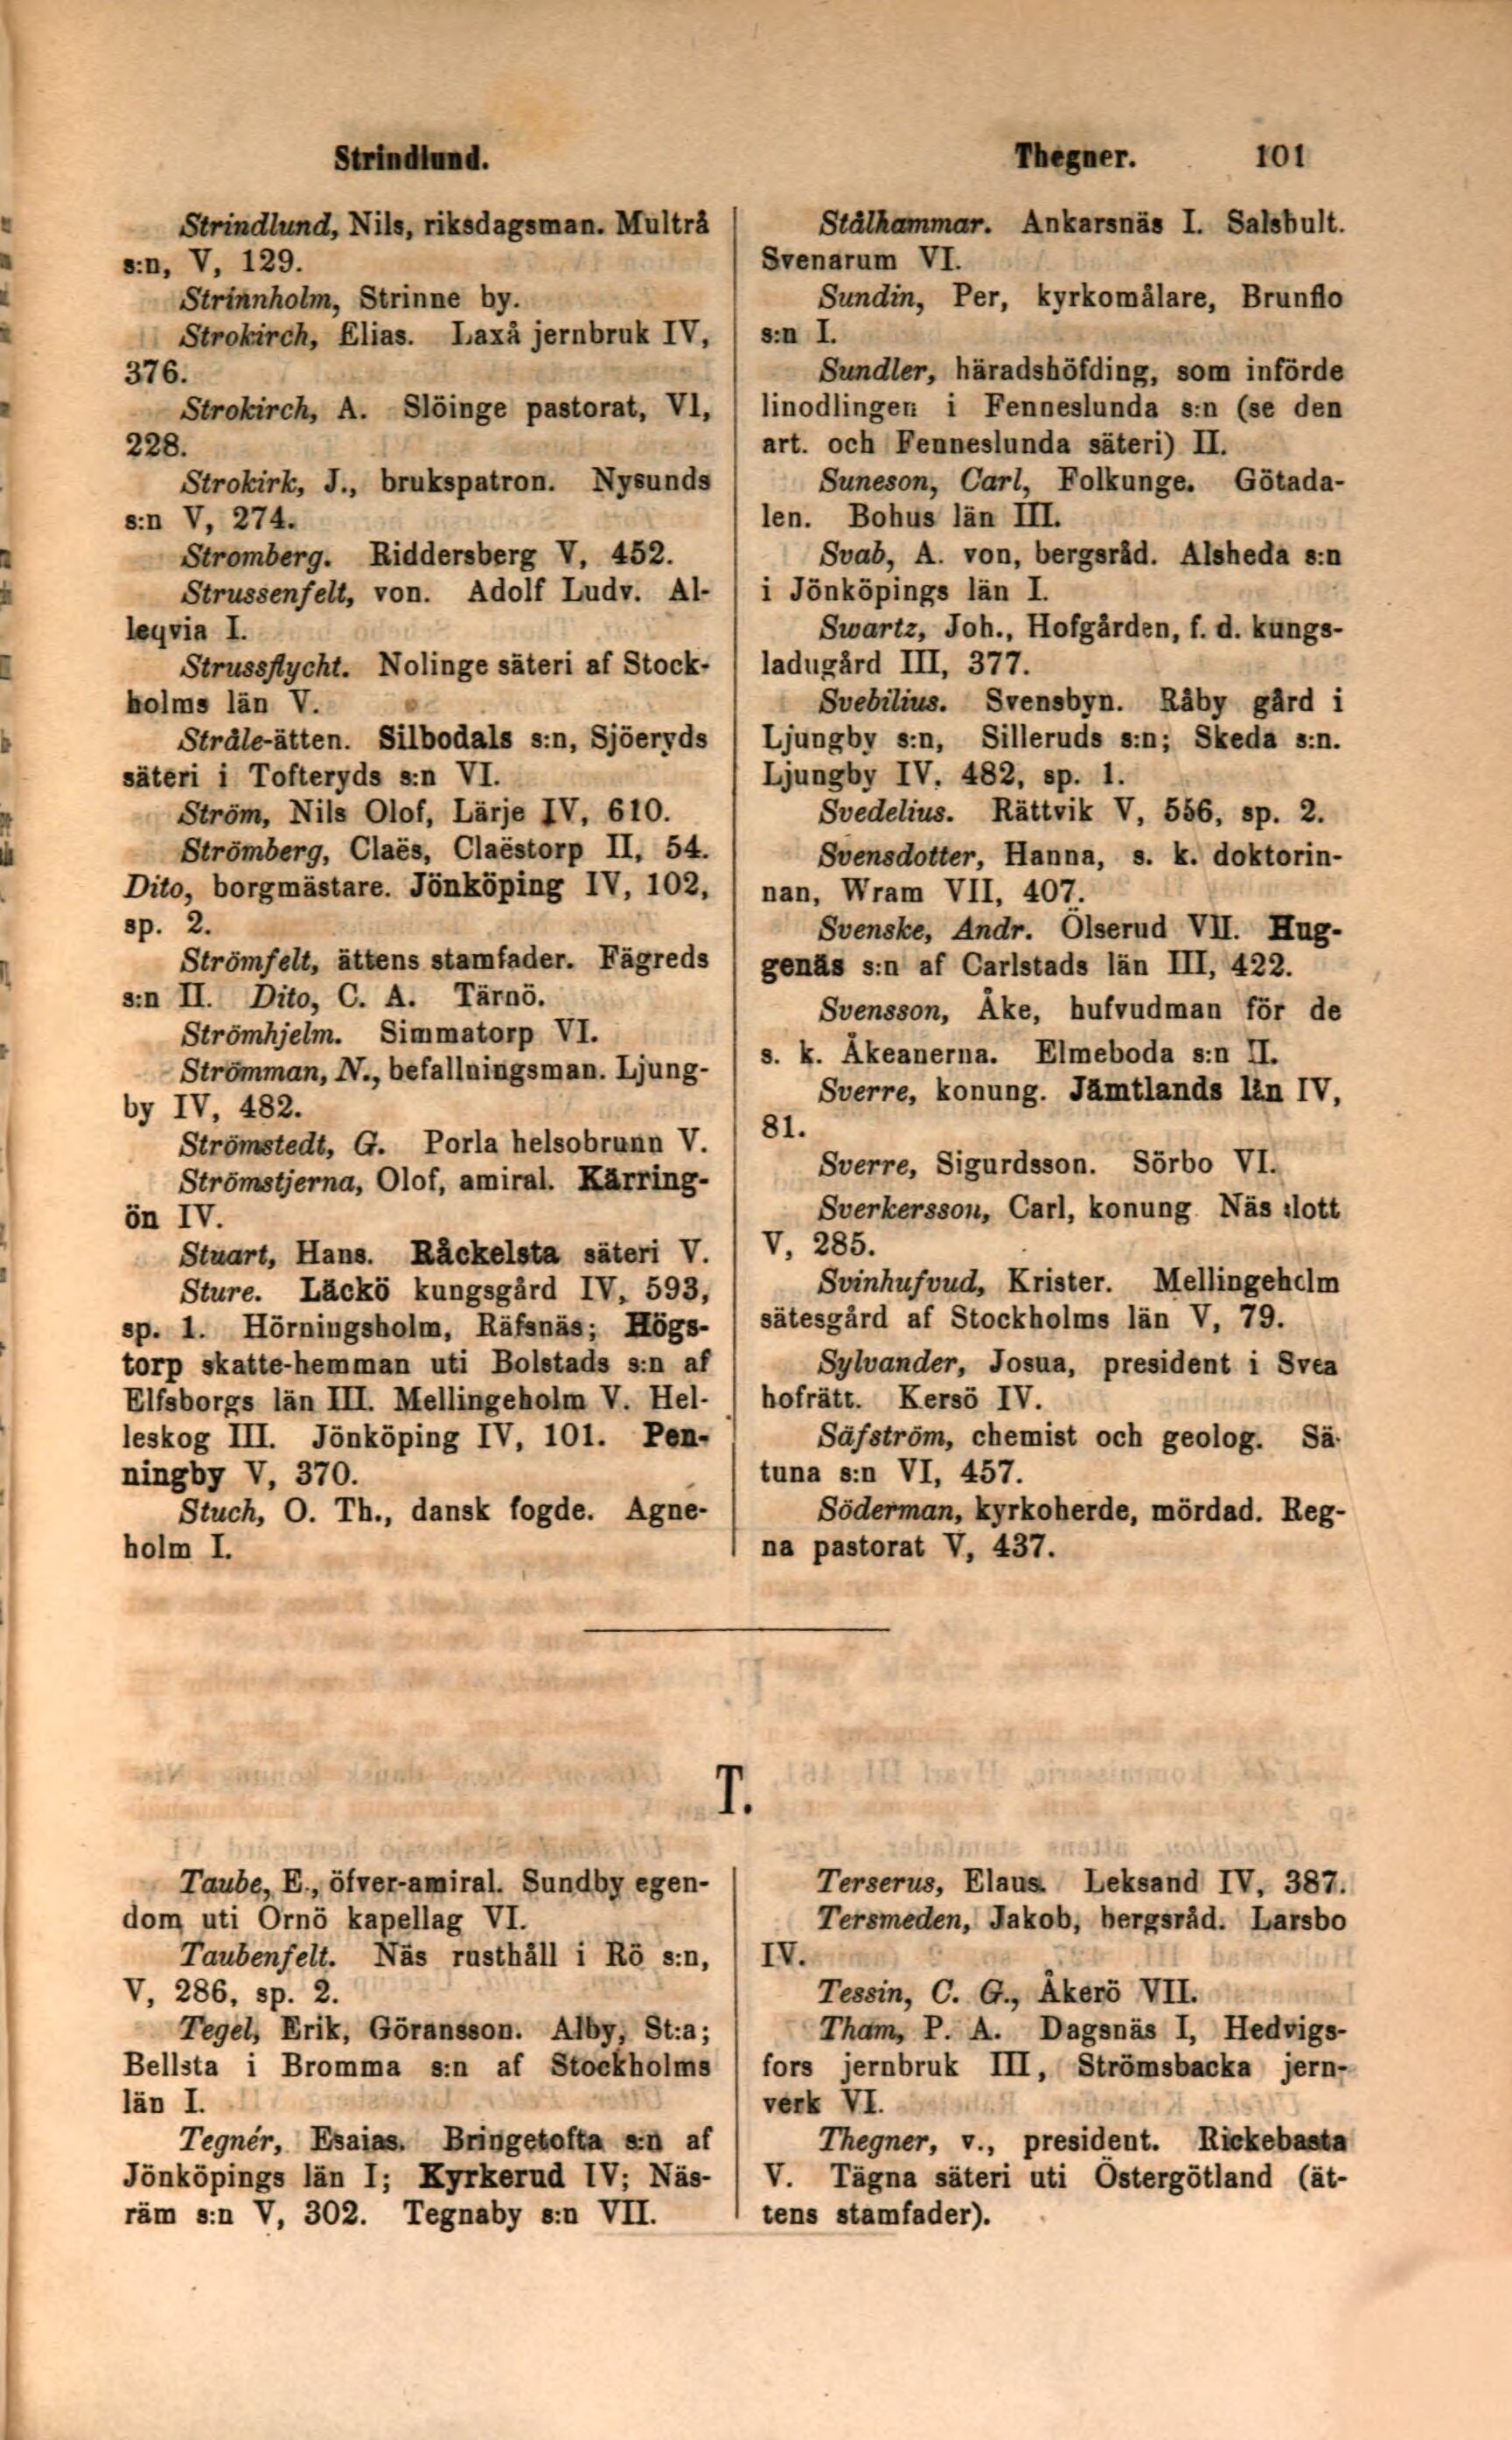 Strindlund.
Thegner. 101
Strindlund, Nils, riksdagsman. Multrå
s:n, V, 129.
Strinnholm, Strinne by.
Strokirch, Elias. Laxå jernbruk IV,
376.
Strokirch, A. Slöinge pastorat, VI,
228.
Strokirk, J., brukspatron. Nysunds
s:n V, 274.
Stromberg. Riddersberg V, 452.
Strussenfelt, von. Adolf Ludv. Al-
leqvia I.
Strussflycht. Nolinge säteri af Stock-
holms län V.
Stråle-ätten. Silbodals s:n, Sjöeryds
säteri i Tofteryds s:n VI.
Ström, Nils Olof, Lärje IV, 610.
Strömberg, Claës, Claëstorp II, 54.
Dito, borgmästare. Jönköping IV, 102,
sp. 2.
Strömfelt, ättens stamfader. Fägreds
s:n II. Dito, C. A. Tärnö.
Strömhjelm. Simmatorp VI.
Strömman, N., befallningsman. Ljung-
by IV, 482.
Strömstedt, G. Porla helsobrunn V.
Strömstjerna, Olof, amiral. Kärring-
ön IV.
Stuart, Hans. Råckelsta säteri V.
Sture. Läckö kungsgård IV, 593,
sp. 1. Hörningsholm, Räfsnäs; Högs-
torp skatte-hemman uti Bolstads s:n af
Elfsborgs län III. Mellingeholm V. Hel-
leskog III. Jönköping IV, 101. Pen-
ningby V, 370.
Stuch, O. Th., dansk fogde. Agne-
holm I.
Stålhammar. Ankarsnäs I. Salshult.
Svenarum VI.
Sundin, Per, kyrkomålare, Brunflo
s:n I.
Sundler, häradshöfding, som införde
linodlingen i Fenneslunda s:n (se den
art. och Fenneslunda säteri) II.
Suneson, Carl, Folkunge. Götada-
len. Bohus län III.
Svab, A. von, bergsråd. Alsheda s:n
i Jönköpings län I.
Swartz, Joh., Hofgården, f. d. kungs-
ladugård III, 377.
Svebilius. Svensbyn. Råby gård i
Ljungby s:n, Silleruds s:n; Skeda s:n.
Ljungby IV, 482, sp. 1.
Svedelius. Rättvik V, 556, sp. 2.
Svensdotter, Hanna, s. k. doktorin-
nan, Wram VII, 407.
Svenske, Andr. Ölserud VII. Hug-
genäs s:n af Carlstads län III, 422.
Svensson, Åke, hufvudman för de
s. k. Åkeanerna. Elmeboda s:n II.
Sverre, konung. Jämtlands län IV,
81.
Sverre, Sigurdsson. Sörbo VI.
Sverkersson, Carl, konung Näs slott
V, 285.
Svinhufvud, Krister. Mellingeholm
sätesgård af Stockholms län V, 79.
Sylvander, Josua, president i Svea
hofrätt. Kersö IV.
Säfström, chemist och geolog. Sä-
tuna s:n VI, 457.
Söderman, kyrkoherde, mördad. Reg-
na pastorat V, 437.
T.
Taube, E., öfver-amiral. Sundby egen-
dom uti Ornö kapellag VI.
Taubenfelt. Näs rusthåll i Rö s:n,
V, 286, sp. 2.
Tegel, Erik, Göransson. Alby, St:a;
Bellsta i Bromma s:n af Stockholms
län I.
Tegnér, Esaias. Bringetofta s:n af
Jönköpings län I; Kyrkerud IV; Näs-
räm s:n V, 302. Tegnaby s:n VII.
Terserus, Elaus. Leksand IV, 387.
Tersmeden, Jakob, bergsråd. Larsbo
IV.
Tessin, C. G., Åkerö VII.
Tham, P. A. Dagsnäs I, Hedvigs-
fors jernbruk III, Strömsbacka jern-
verk VI.
Thegner, v., president. Rickebasta
V. Tägna säteri uti Östergötland (ät-
tens stamfader).